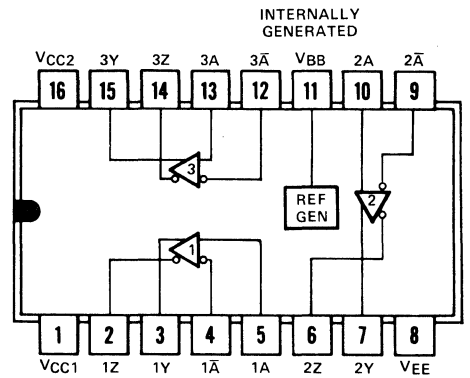 INTERNALLY
GENERATED
VCC2 3Y 3Z 3A 3A̅ VBB 2A 2A̅
16 15 14 13 12 11 10 9
3
REF
GEN
2
1
1 2 3 4 5 6 7 8
VCC1 1Z 1Y 1A̅ 1A 2Z 2Y VEE